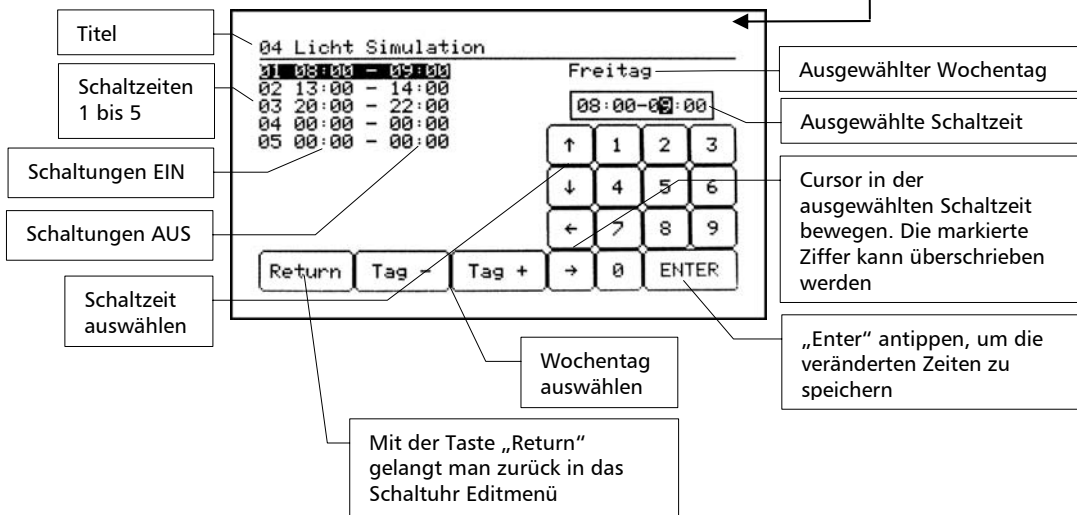 Titel
Schaltzeiten
1 bis 5
Schaltungen EIN
Schaltungen AUS
Schaltzeit
auswählen
04 Licht Simulation
01 08:00 - 09:00
02 13:00 - 14:00
03 20:00 - 22:00
04 00:00 - 00:00
05 00:00 - 00:00
Freitag
08:00-09:00
↑ 1 2 3
↓ 4 5 6
← 7 8 9
Return Tag - Tag + → 0 ENTER
Ausgewählter Wochentag
Ausgewählte Schaltzeit
Cursor in der
ausgewählten Schaltzeit
bewegen. Die markierte
Ziffer kann überschrieben
werden
„Enter“ antippen, um die
veränderten Zeiten zu
speichern
Wochentag
auswählen
Mit der Taste „Return“
gelangt man zurück in das
Schaltuhr Editmenü